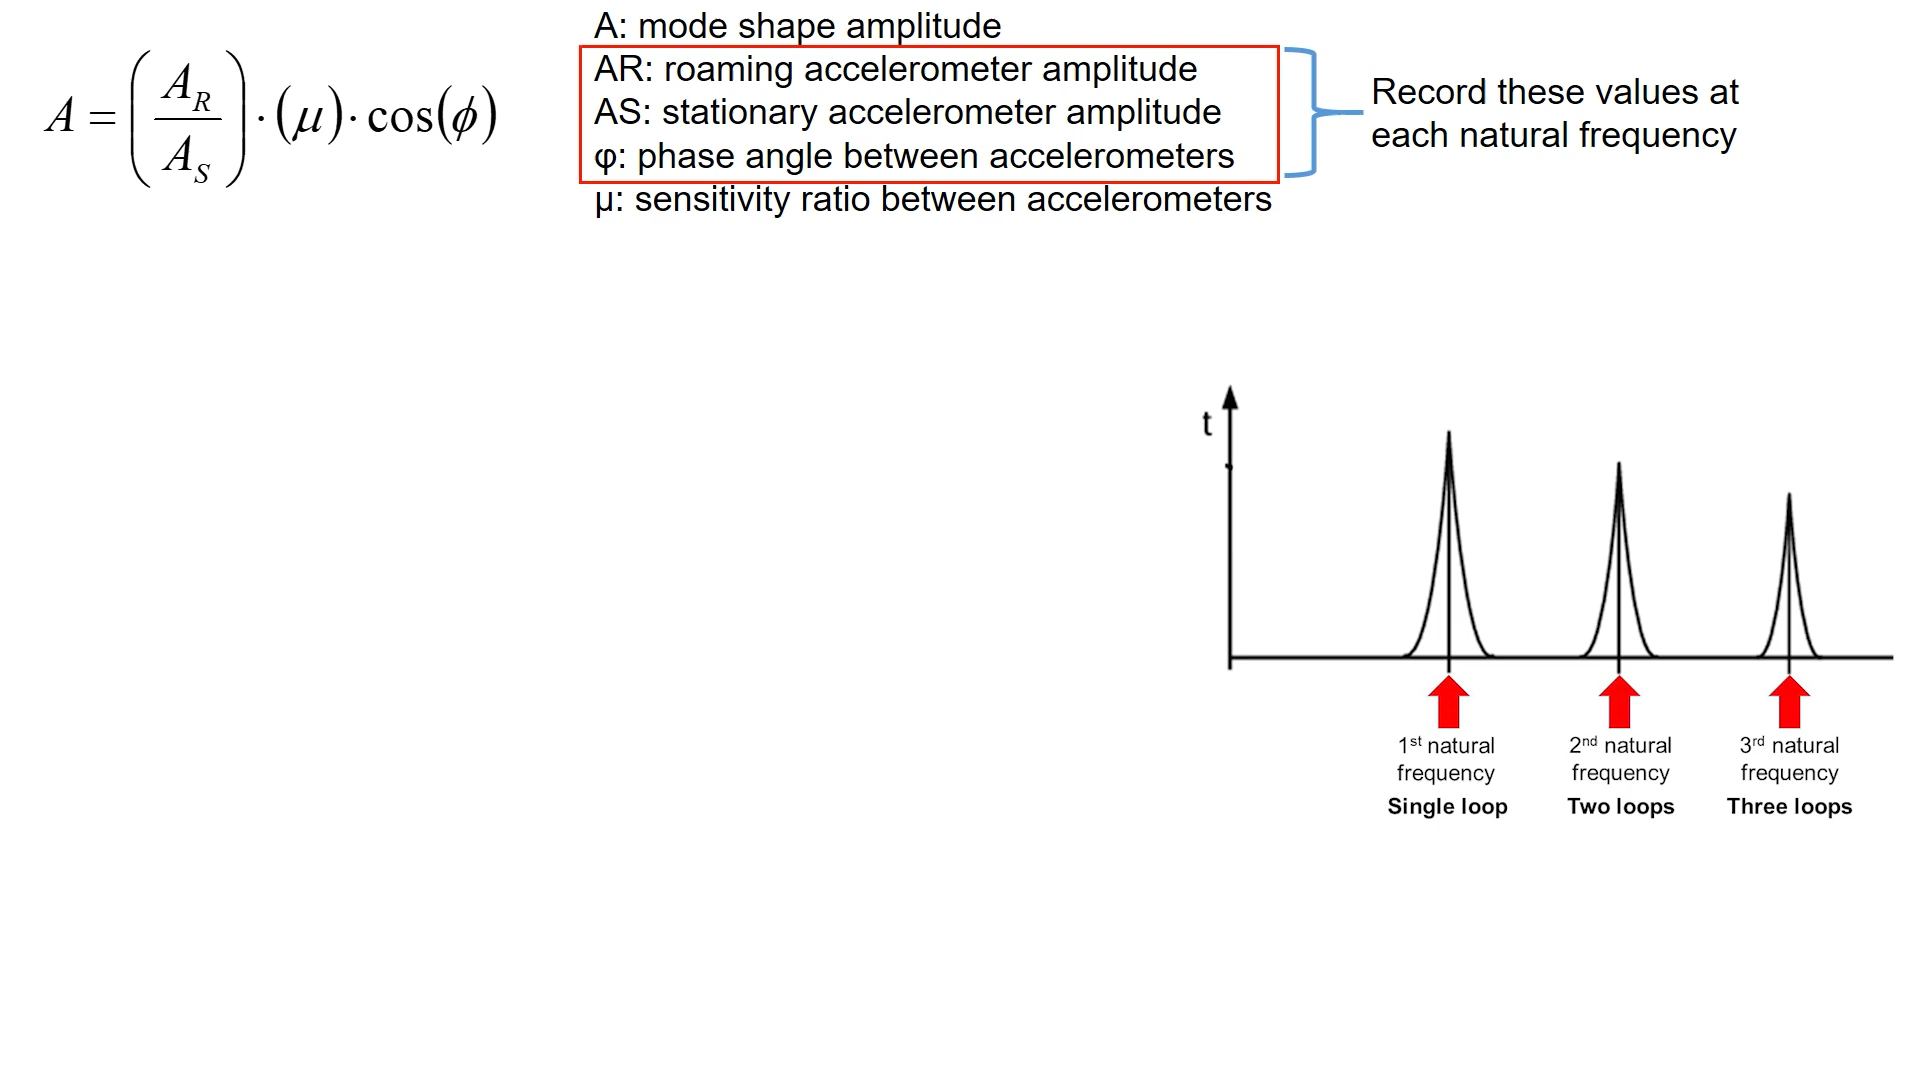 A = (A_R / A_S) · (μ) · cos(ϕ)
A: mode shape amplitude
AR: roaming accelerometer amplitude
AS: stationary accelerometer amplitude
φ: phase angle between accelerometers
μ: sensitivity ratio between accelerometers
Record these values at
each natural frequency
t
1st natural
frequency
Single loop
2nd natural
frequency
Two loops
3rd natural
frequency
Three loops